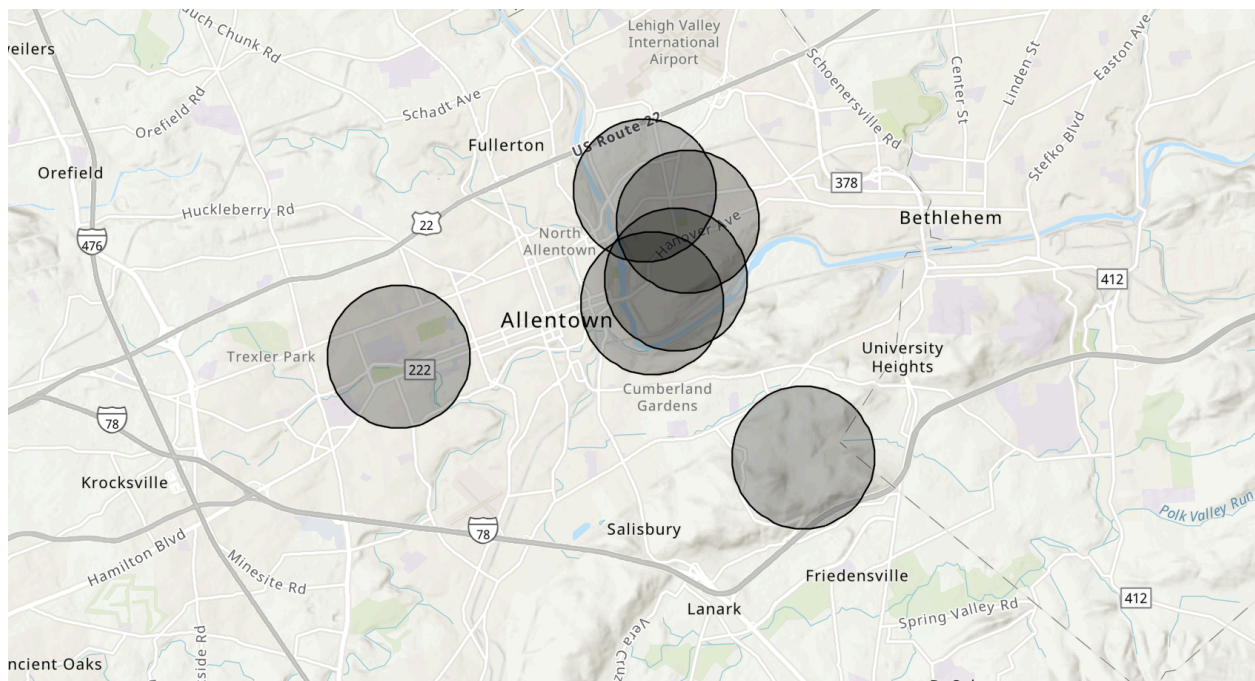 Lehigh Valley
International
Airport
uch Chunk Rd
eilers
Schoenersville Rd
Center St
Linden St
Easton Ave
Schadt Ave
Orefield Rd
US Route 22
Fullerton
Stefko Blvd
Orefield
378
Huckleberry Rd
22
476
North
Allentown
Hanover Ave
Bethlehem
412
Allentown
Trexler Park
222
University
Heights
Cumberland
Gardens
78
Krocksville
Polk Valley Run
78
Salisbury
Hamilton Blvd
Minesite Rd
Friedensville
412
Lanark
Spring Valley Rd
Vera Cruz
side Rd
ncient Oaks